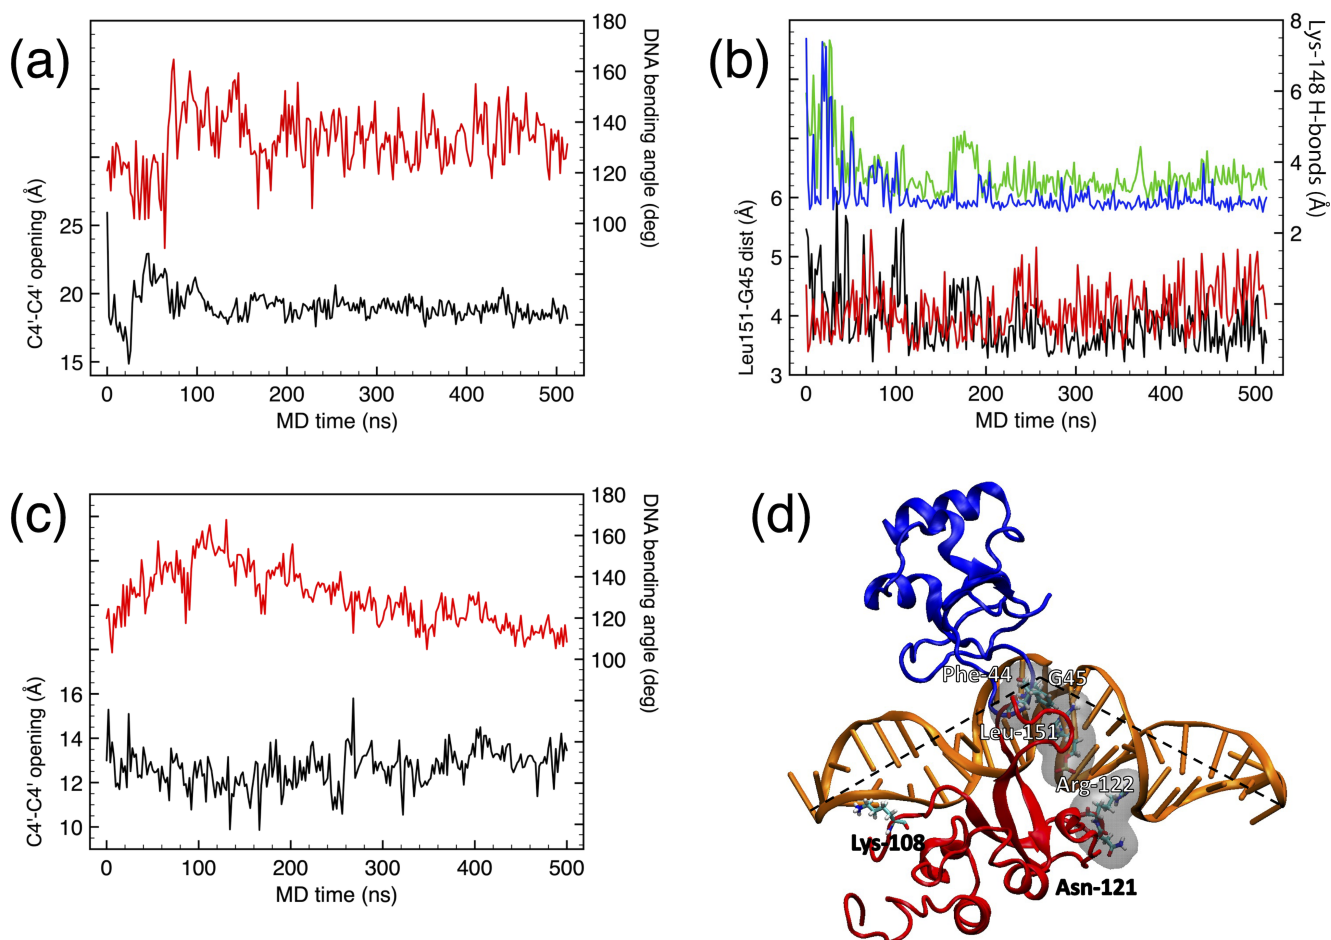 (a)
180
160
140
120
100
DNA bending angle (deg)
C4'-C4' opening (Å)
25
20
15
0 100 200 300 400 500
MD time (ns)
(b)
8
6
4
2
Lys-148 H-bonds (Å)
Leu151-G45 dist (Å)
6
5
4
3
0 100 200 300 400 500
MD time (ns)
(c)
180
160
140
120
100
DNA bending angle (deg)
C4'-C4' opening (Å)
16
14
12
10
0 100 200 300 400 500
MD time (ns)
(d)
Phe-44 G45
Leu-151
Arg-122
Lys-108
Asn-121